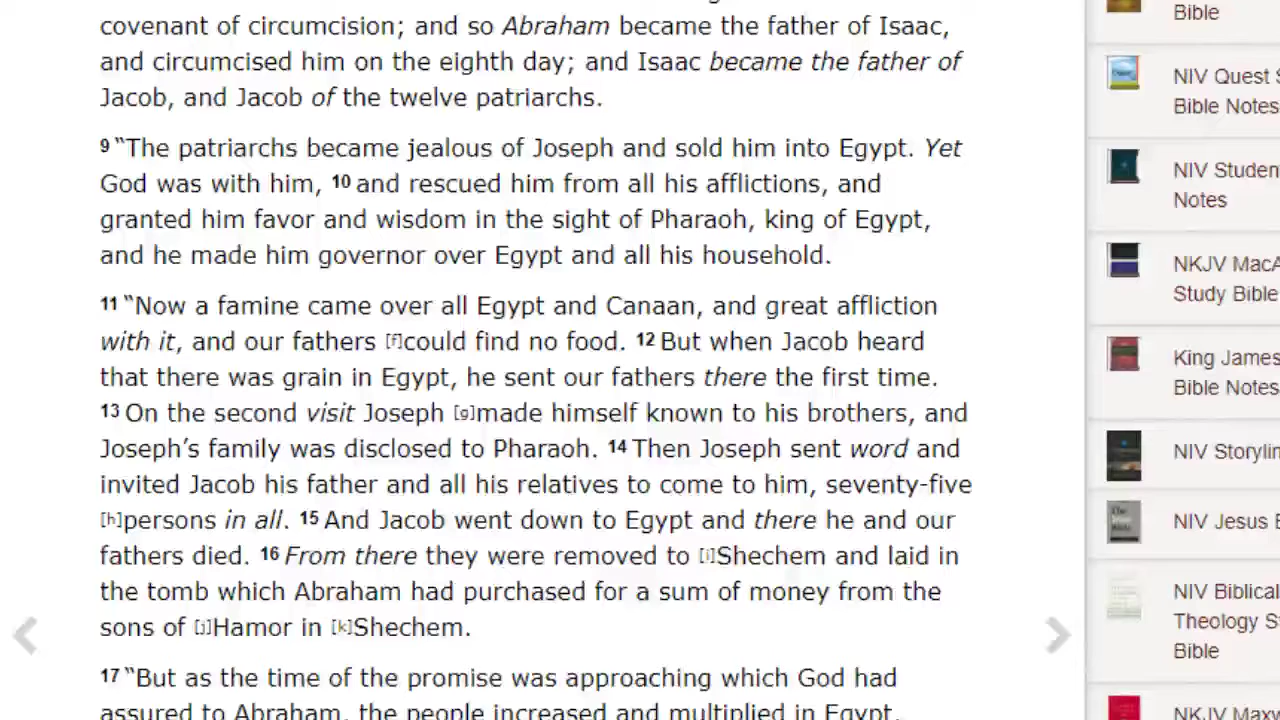 covenant of circumcision; and so Abraham became the father of Isaac,
and circumcised him on the eighth day; and Isaac became the father of
Jacob, and Jacob of the twelve patriarchs.
9 “The patriarchs became jealous of Joseph and sold him into Egypt. Yet
God was with him, 10 and rescued him from all his afflictions, and
granted him favor and wisdom in the sight of Pharaoh, king of Egypt,
and he made him governor over Egypt and all his household.
11 “Now a famine came over all Egypt and Canaan, and great affliction
with it, and our fathers [f]could find no food. 12 But when Jacob heard
that there was grain in Egypt, he sent our fathers there the first time.
13 On the second visit Joseph [g]made himself known to his brothers, and
Joseph’s family was disclosed to Pharaoh. 14 Then Joseph sent word and
invited Jacob his father and all his relatives to come to him, seventy-five
[h]persons in all. 15 And Jacob went down to Egypt and there he and our
fathers died. 16 From there they were removed to [i]Shechem and laid in
the tomb which Abraham had purchased for a sum of money from the
sons of [j]Hamor in [k]Shechem.
17 “But as the time of the promise was approaching which God had
assured to Abraham, the people increased and multiplied in Egypt,
Bible
NIV Quest S
Bible Notes
NIV Studen
Notes
NKJV MacA
Study Bible
King James
Bible Notes
NIV Storylin
NIV Jesus B
NIV Biblical
Theology St
Bible
NKJV Maxw